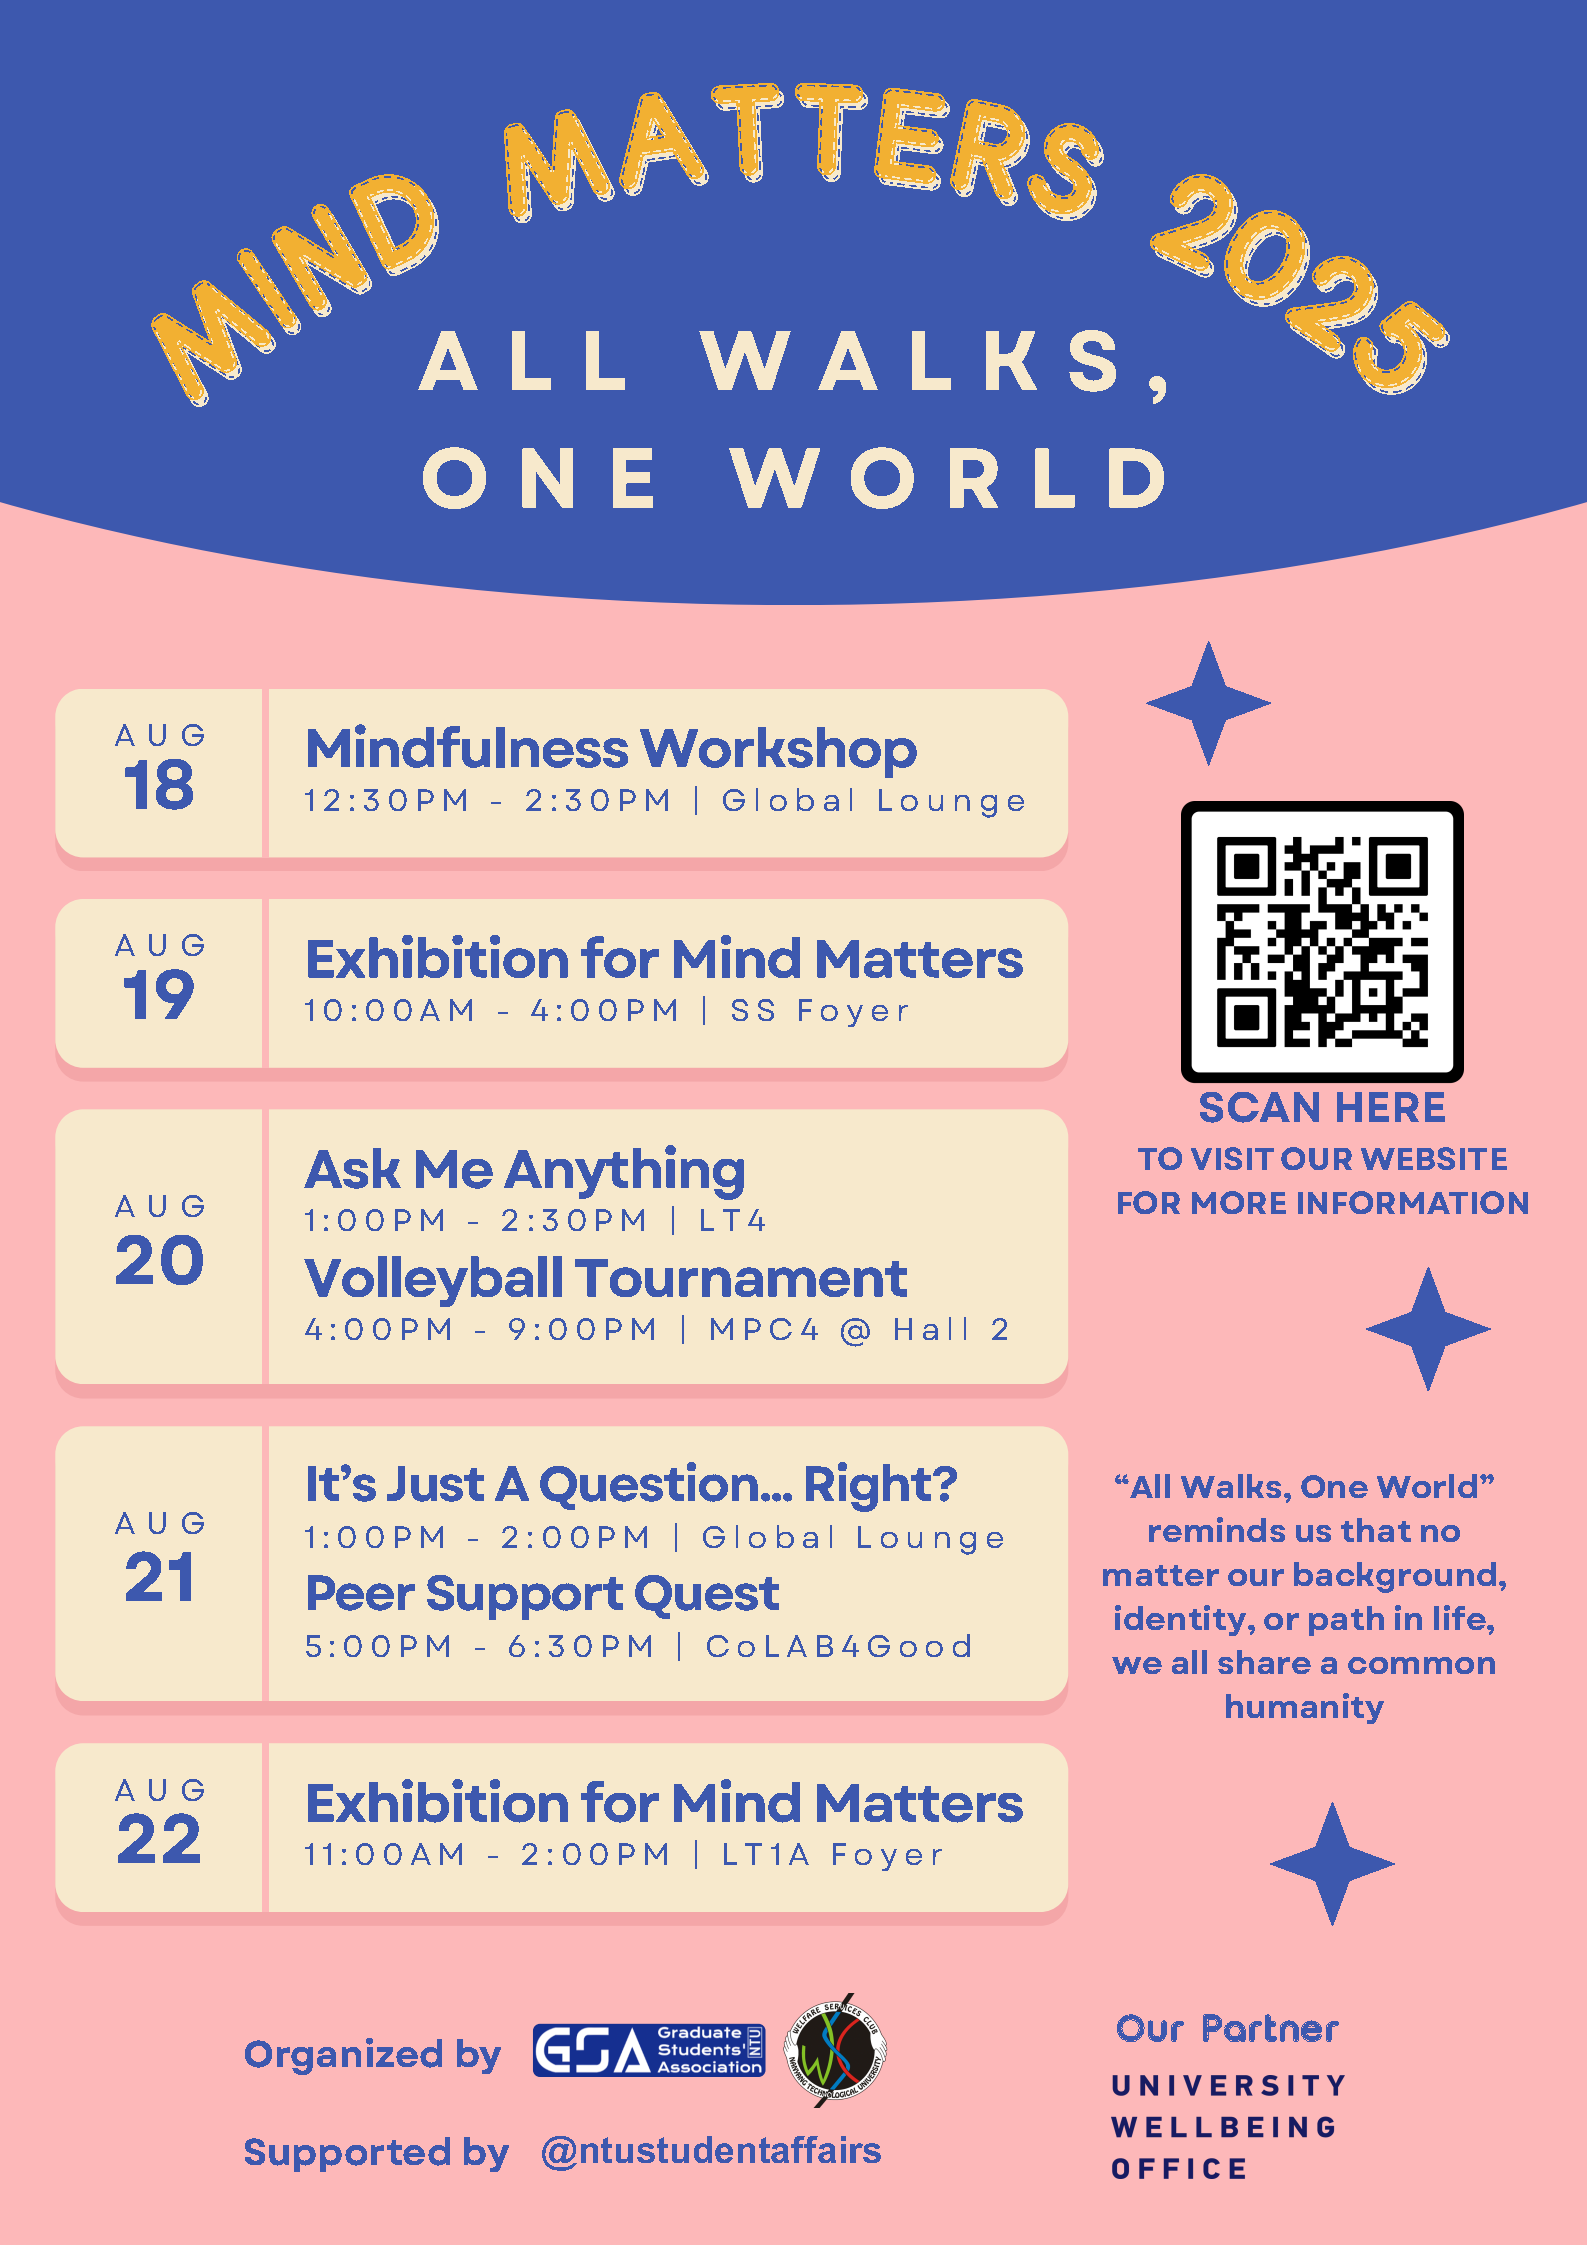 MIND MATTERS 2025
ALL WALKS,
ONE WORLD
AUG
18
Mindfulness Workshop
12:30PM - 2:30PM | Global Lounge
AUG
19
Exhibition for Mind Matters
10:00AM - 4:00PM | SS Foyer
AUG
20
Ask Me Anything
1:00PM - 2:30PM | LT4
Volleyball Tournament
4:00PM - 9:00PM | MPC4 @ Hall 2
AUG
21
It’s Just A Question... Right?
1:00PM - 2:00PM | Global Lounge
Peer Support Quest
5:00PM - 6:30PM | CoLAB4Good
AUG
22
Exhibition for Mind Matters
11:00AM - 2:00PM | LT1A Foyer
SCAN HERE
TO VISIT OUR WEBSITE
FOR MORE INFORMATION
“All Walks, One World”
reminds us that no
matter our background,
identity, or path in life,
we all share a common
humanity
Organized by
GSA
Graduate
Students'
Association
NTU
WELFARE SERVICES CLUB
NANYANG TECHNOLOGICAL UNIVERSITY
Supported by @ntustudentaffairs
Our Partner
UNIVERSITY
WELLBEING
OFFICE